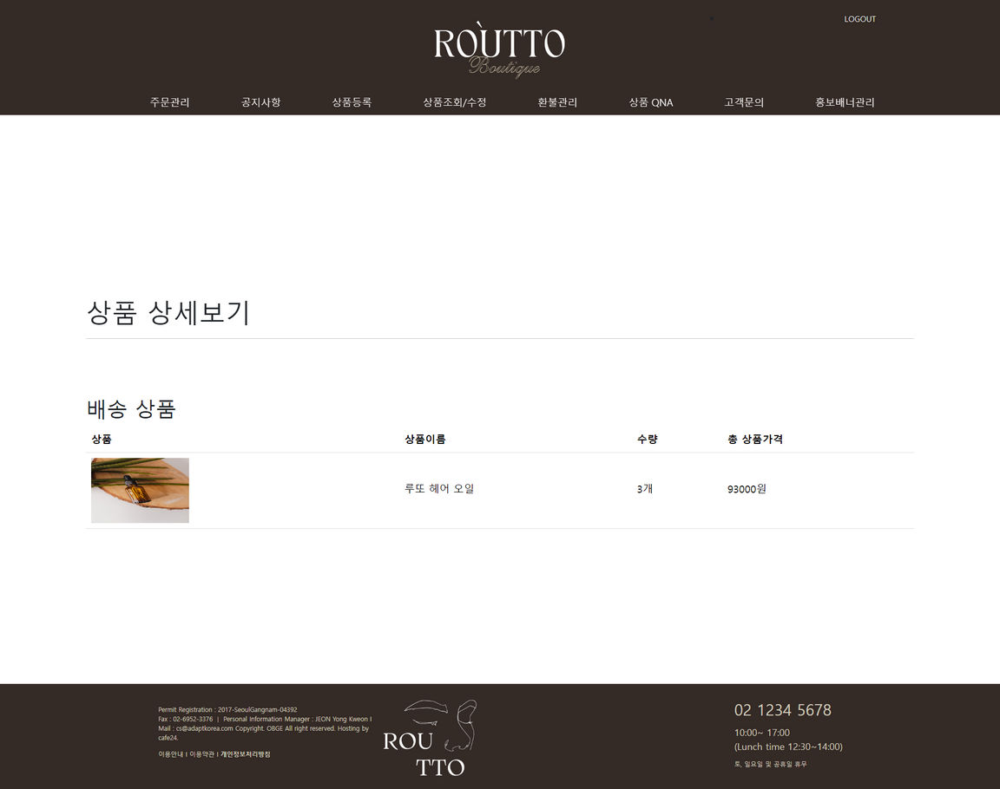 LOGOUT
ROÙTTO
Boutique
주문관리 공지사항 상품등록 상품조회/수정 환불관리 상품 QNA 고객문의 홍보배너관리
상품 상세보기
배송 상품
상품 상품이름 수량 총 상품가격
루또 헤어 오일 3개 93000원
Permit Registration : 2017-SeoulGangnam-04392
Fax : 02-6952-3376 | Personal Information Manager : JEON Yong Kweon I
Mail : cs@adaptkorea.com Copyright. OBGE All right reserved. Hosting by
cafe24.
이용안내 I 이용약관 I 개인정보처리방침
ROU
TTO
02 1234 5678
10:00~ 17:00
(Lunch time 12:30~14:00)
토, 일요일 및 공휴일 휴무